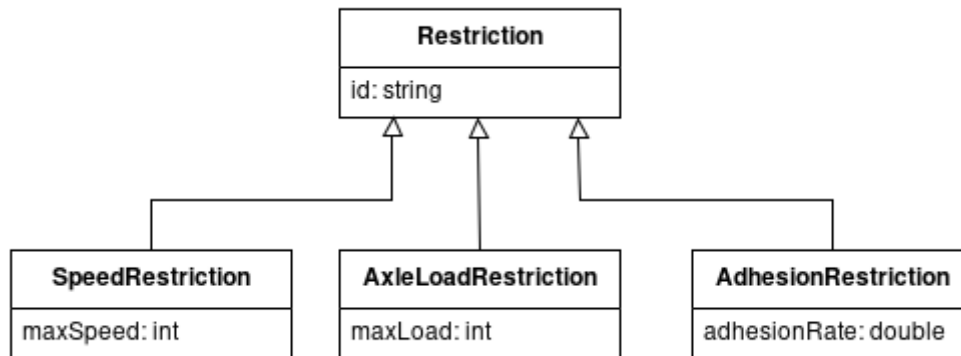 Restriction
id: string
SpeedRestriction
maxSpeed: int
AxleLoadRestriction
maxLoad: int
AdhesionRestriction
adhesionRate: double